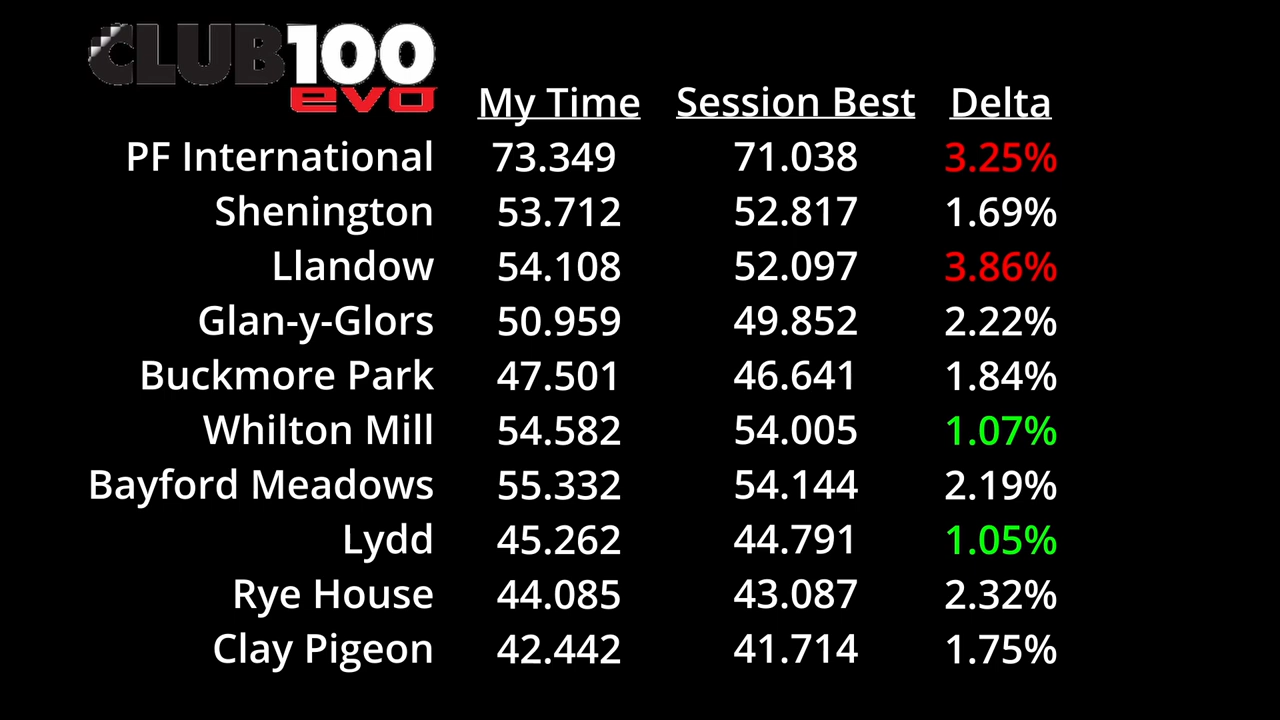 CLUB100
evo
My Time Session Best Delta
PF International 73.349 71.038 3.25%
Shenington 53.712 52.817 1.69%
Llandow 54.108 52.097 3.86%
Glan-y-Glors 50.959 49.852 2.22%
Buckmore Park 47.501 46.641 1.84%
Whilton Mill 54.582 54.005 1.07%
Bayford Meadows 55.332 54.144 2.19%
Lydd 45.262 44.791 1.05%
Rye House 44.085 43.087 2.32%
Clay Pigeon 42.442 41.714 1.75%